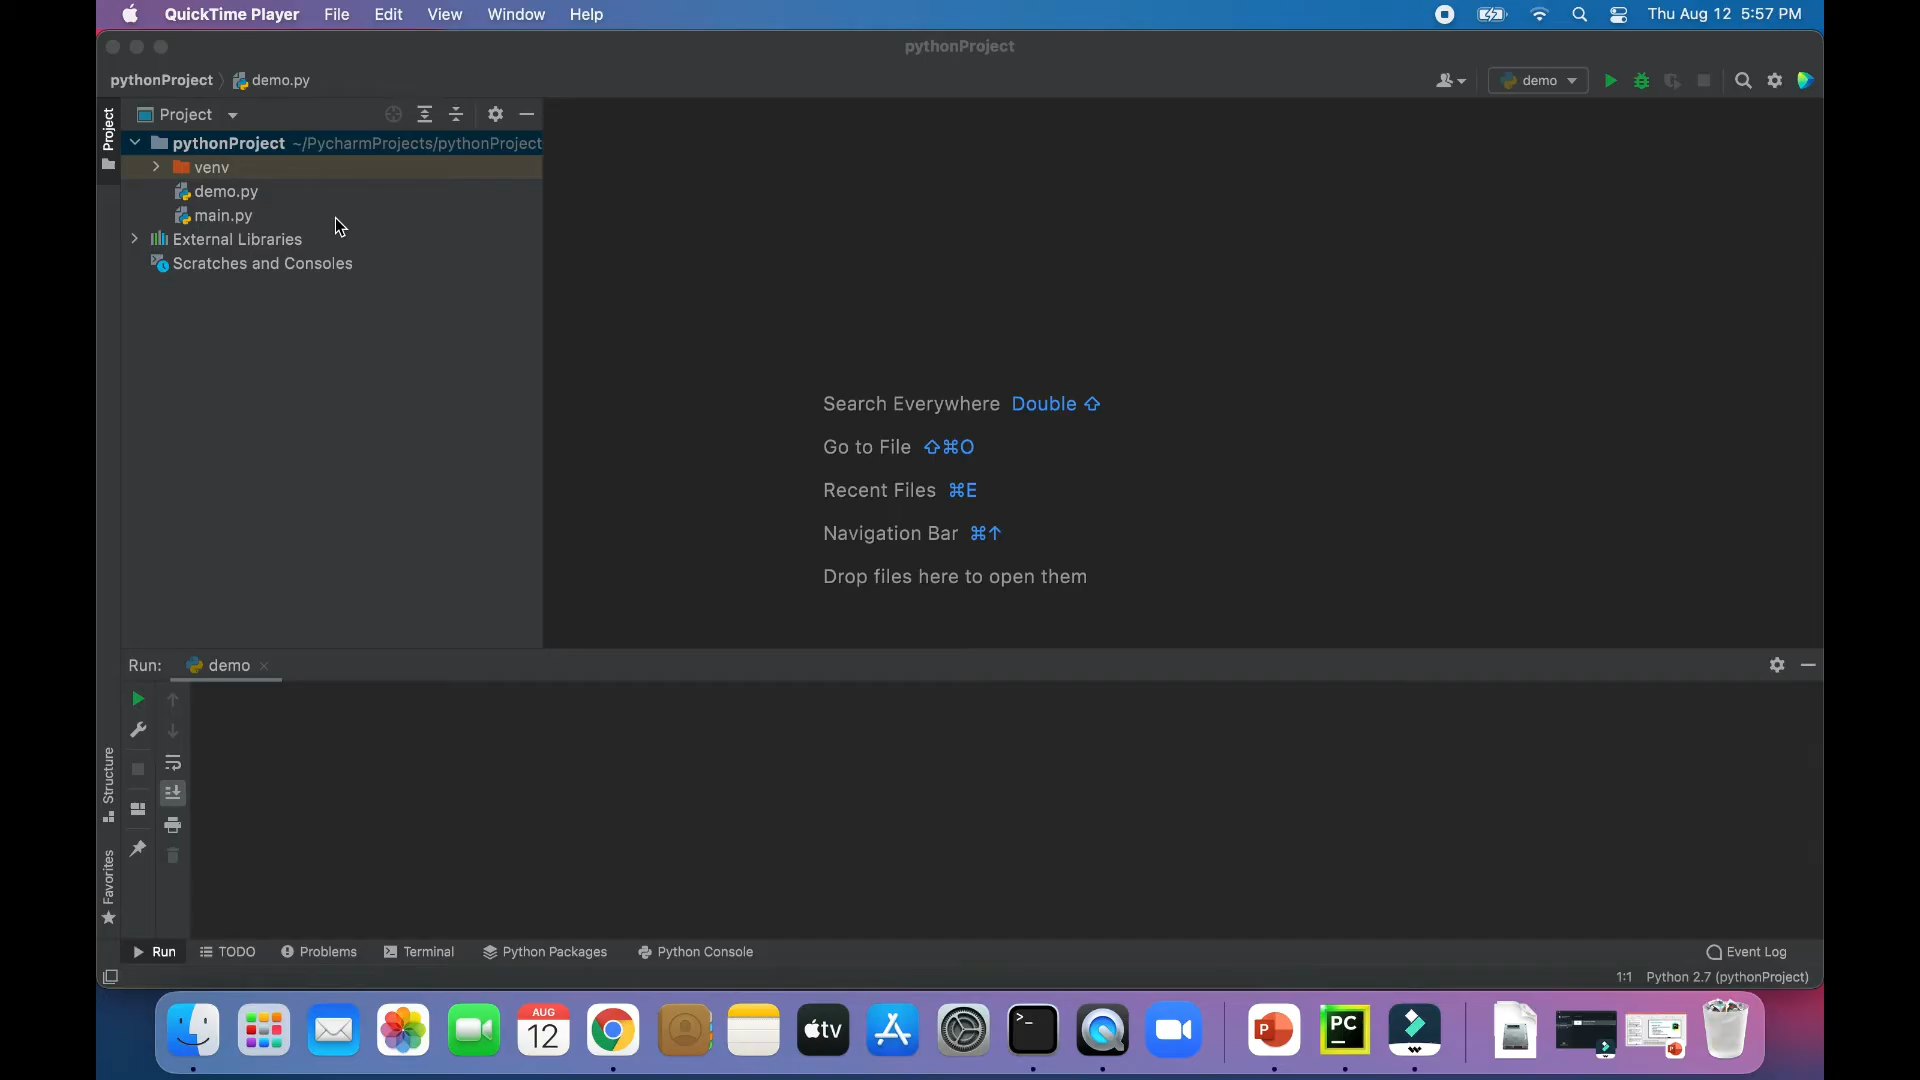 QuickTime Player File Edit View Window Help Thu Aug 12 5:57 PM
pythonProject
pythonProject demo.py demo
Project
Project
pythonProject ~/PycharmProjects/pythonProject
venv
demo.py
main.py
External Libraries
Scratches and Consoles
Search Everywhere Double ⇧
Go to File ⇧⌘O
Recent Files ⌘E
Navigation Bar ⌘↑
Drop files here to open them
Run: demo
Structure
Favorites
Run TODO Problems Terminal Python Packages Python Console Event Log
1:1 Python 2.7 (pythonProject)
AUG
12
tv
>_
P
PC